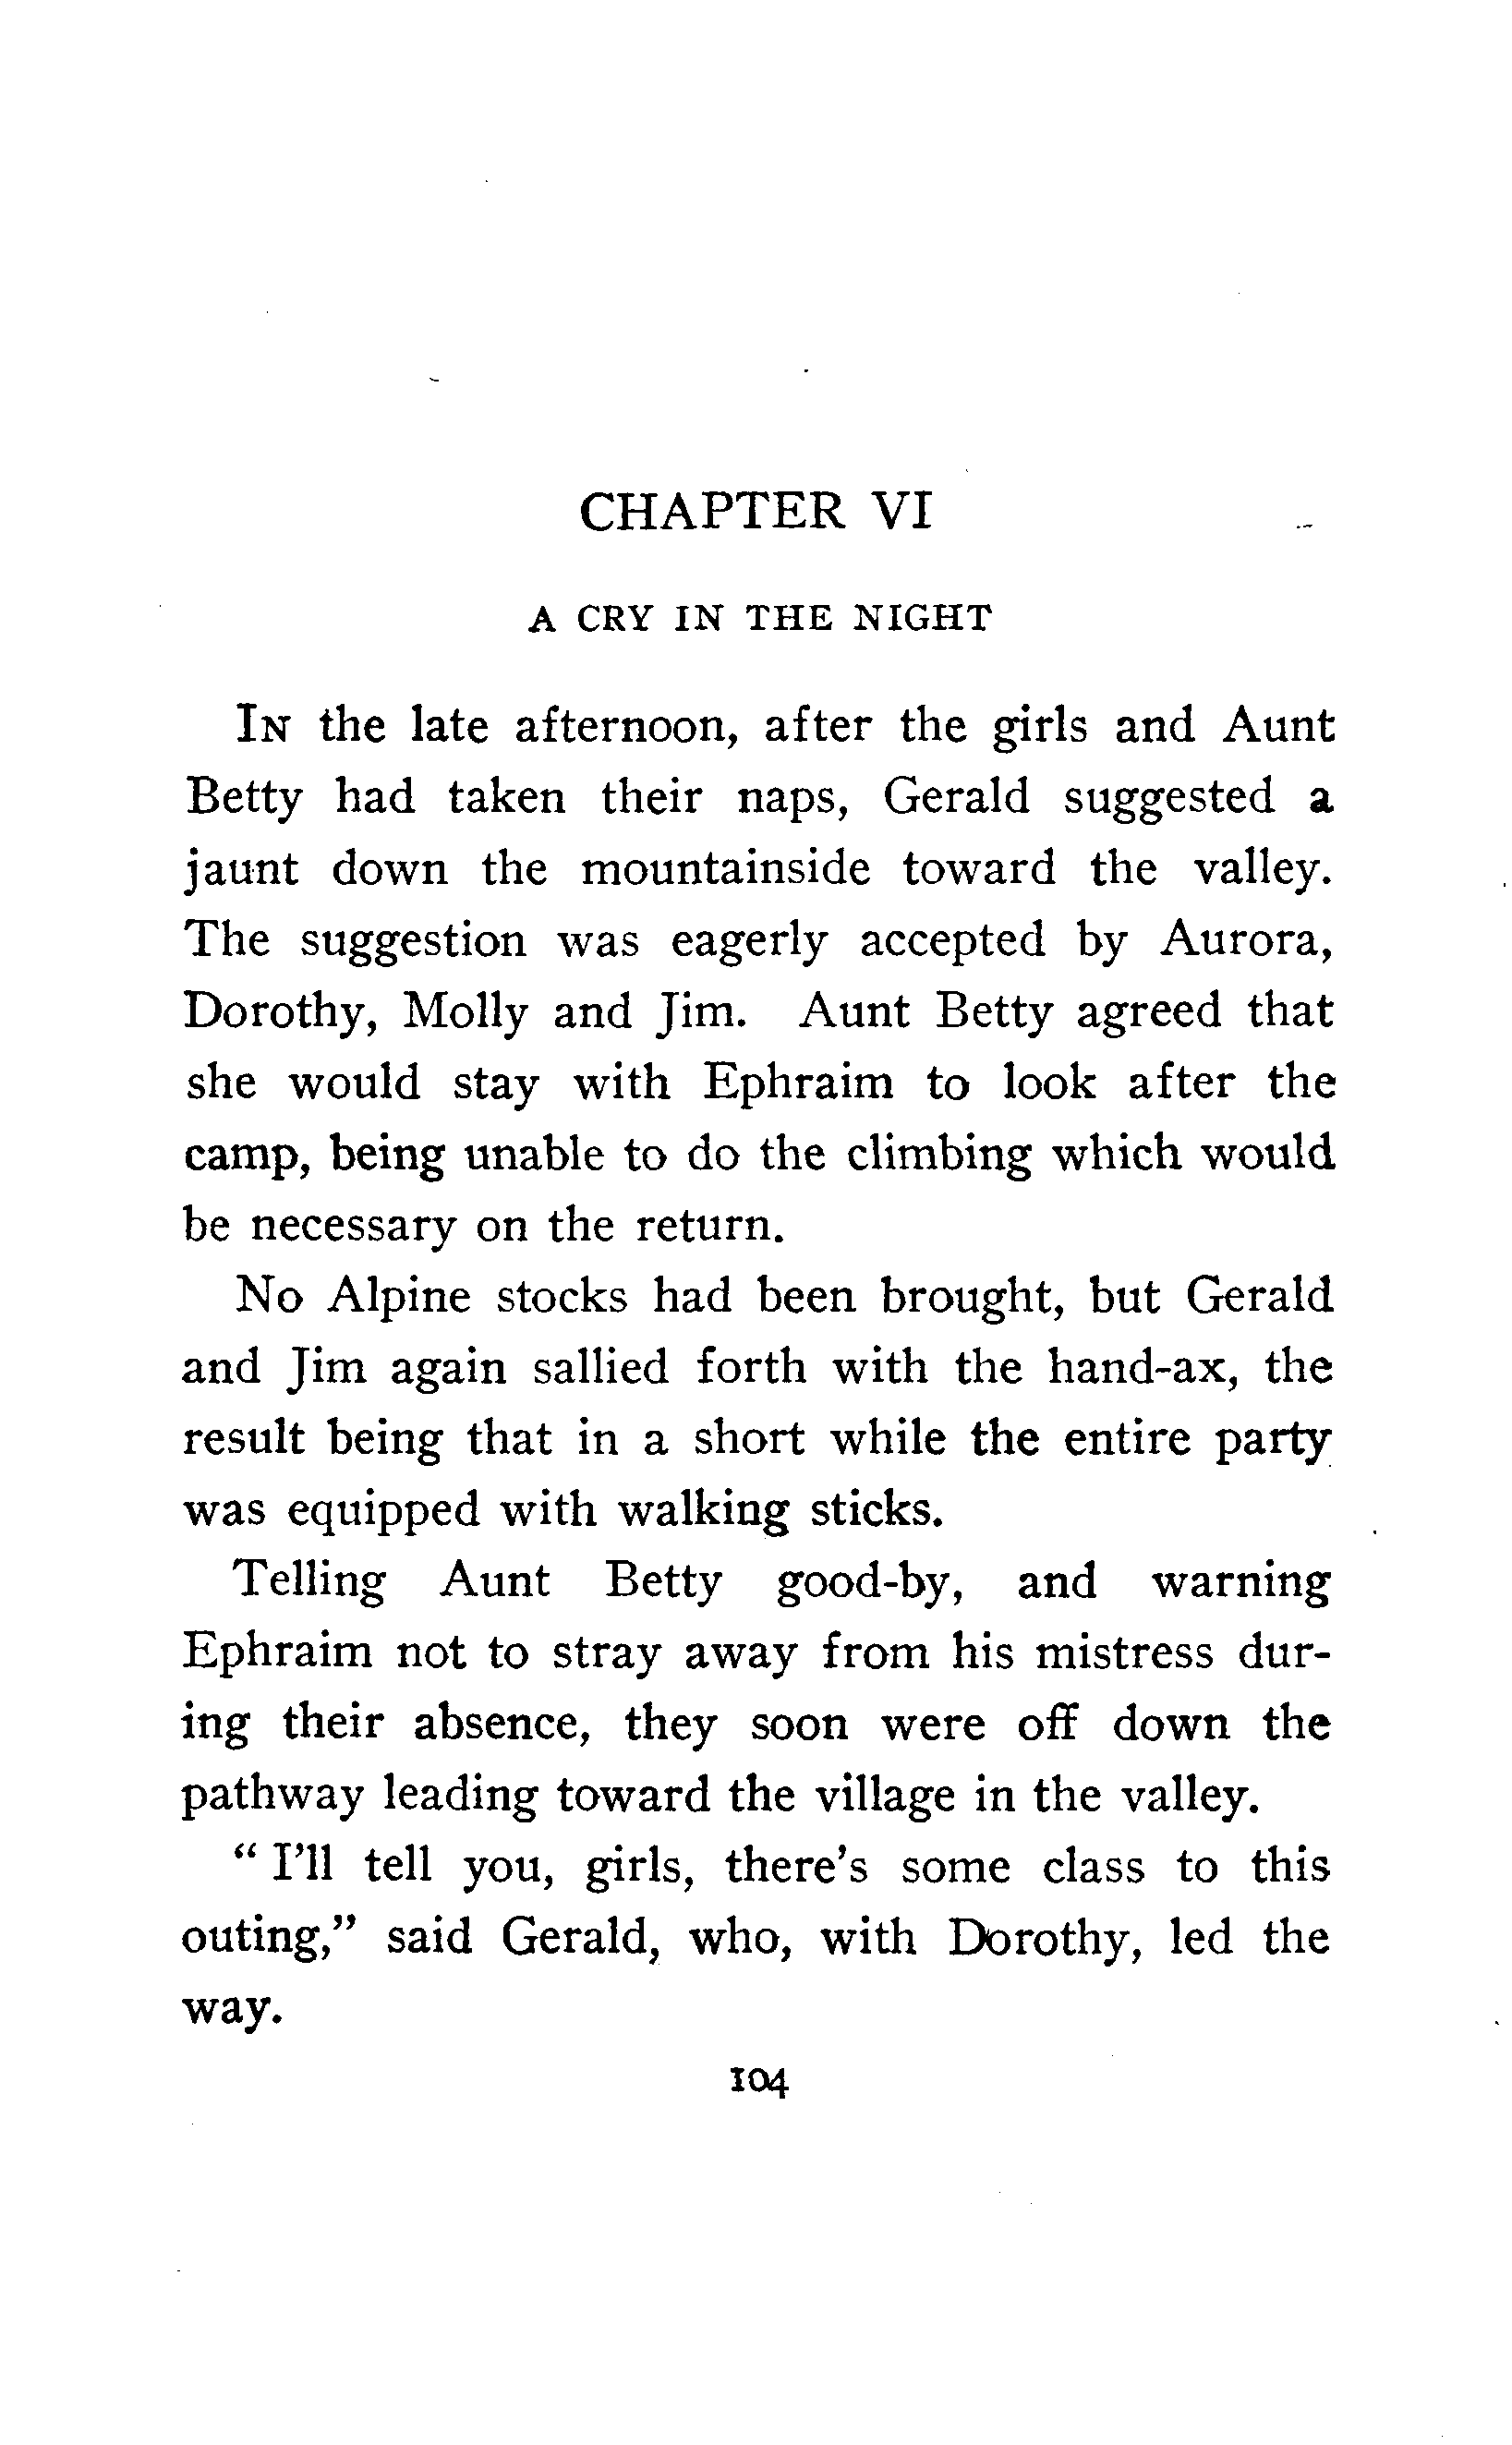 CHAPTER VI
A CRY IN THE NIGHT
In the late afternoon, after the girls and Aunt
Betty had taken their naps, Gerald suggested a
jaunt down the mountainside toward the valley.
The suggestion was eagerly accepted by Aurora,
Dorothy, Molly and Jim. Aunt Betty agreed that
she would stay with Ephraim to look after the
camp, being unable to do the climbing which would
be necessary on the return.
No Alpine stocks had been brought, but Gerald
and Jim again sallied forth with the hand-ax, the
result being that in a short while the entire party
was equipped with walking sticks.
Telling Aunt Betty good-by, and warning
Ephraim not to stray away from his mistress dur-
ing their absence, they soon were off down the
pathway leading toward the village in the valley.
" I'll tell you, girls, there's some class to this
outing," said Gerald, who, with Dorothy, led the
way.
104